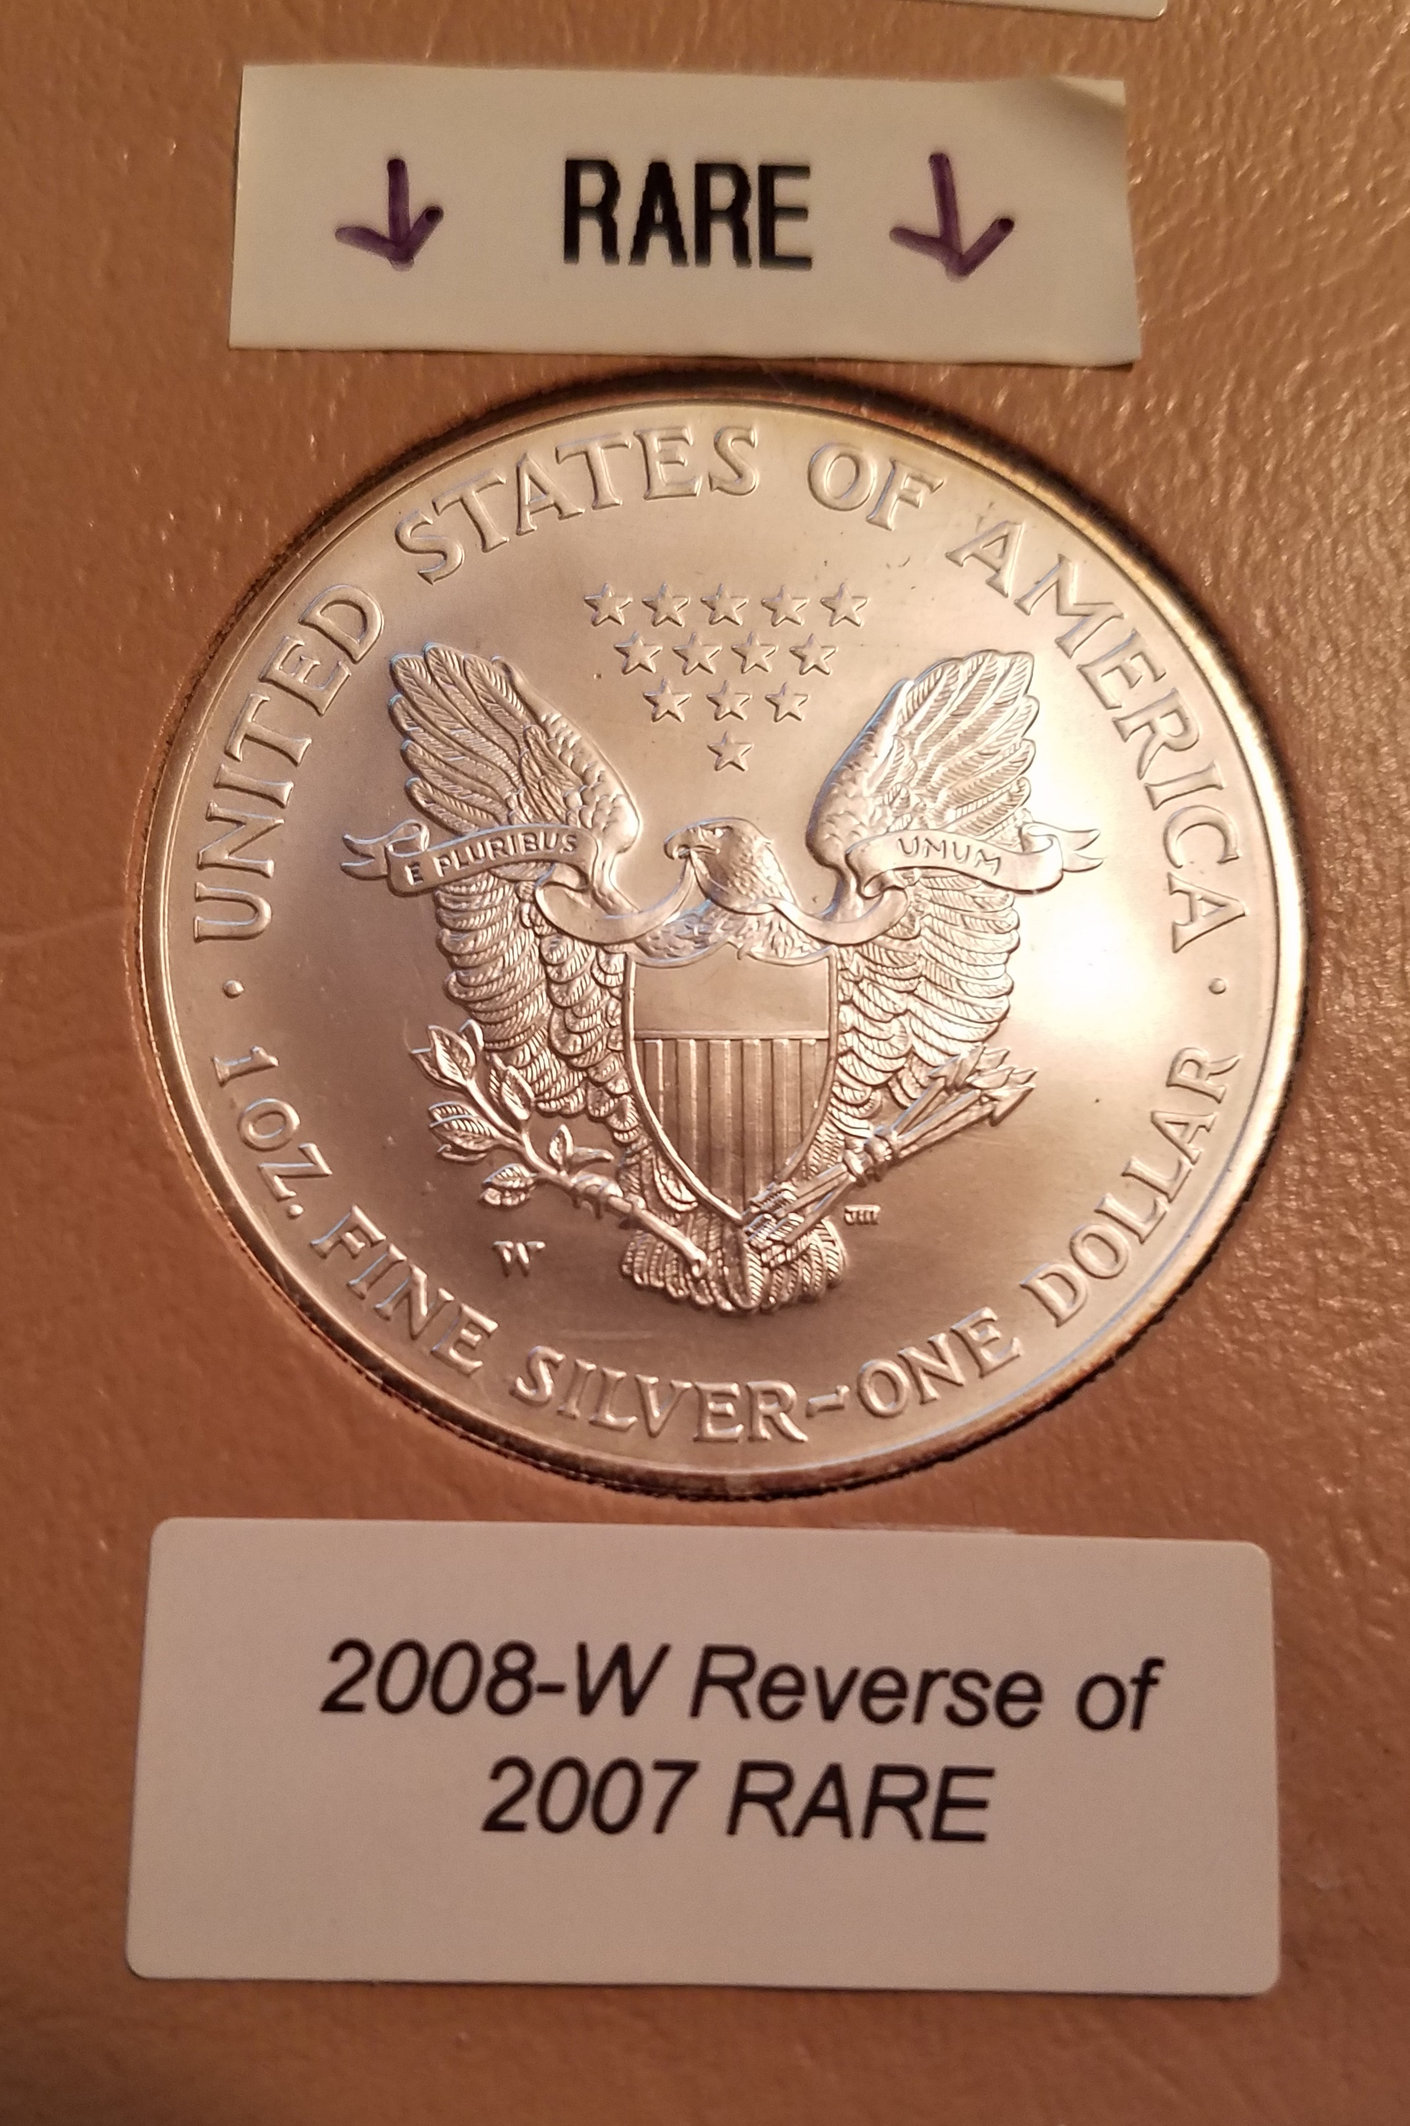 RARE
UNITED STATES OF AMERICA
E PLURIBUS UNUM
W
1 OZ. FINE SILVER-ONE DOLLAR
2008-W Reverse of
2007 RARE